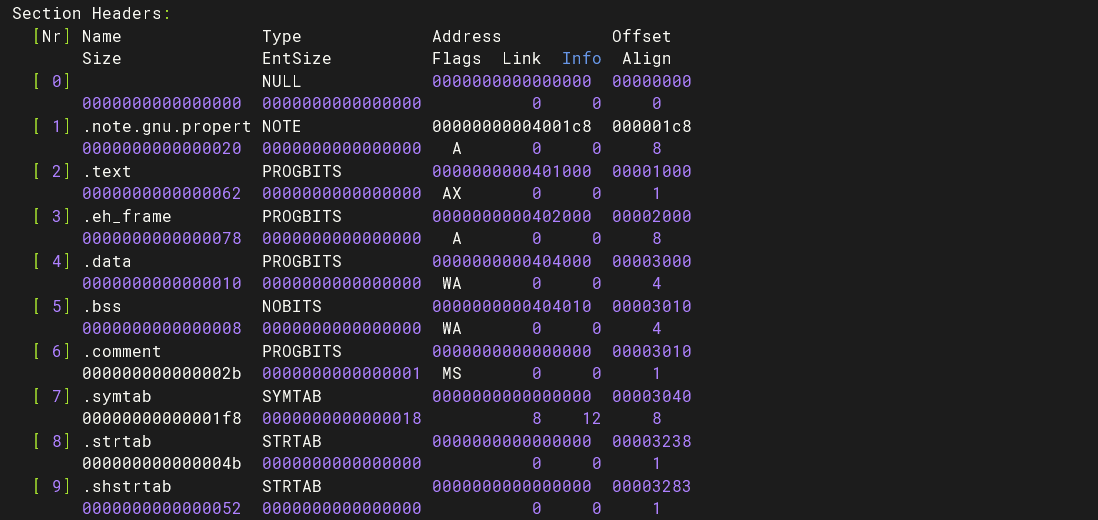 Section Headers:
  [Nr] Name              Type             Address           Offset
       Size              EntSize          Flags  Link  Info  Align
  [ 0]                   NULL             0000000000000000  00000000
       0000000000000000  0000000000000000           0     0     0
  [ 1] .note.gnu.propert NOTE             00000000004001c8  000001c8
       0000000000000020  0000000000000000   A       0     0     8
  [ 2] .text             PROGBITS         0000000000401000  00001000
       0000000000000062  0000000000000000  AX       0     0     1
  [ 3] .eh_frame         PROGBITS         0000000000402000  00002000
       0000000000000078  0000000000000000   A       0     0     8
  [ 4] .data             PROGBITS         0000000000404000  00003000
       0000000000000010  0000000000000000  WA       0     0     4
  [ 5] .bss              NOBITS           0000000000404010  00003010
       0000000000000008  0000000000000000  WA       0     0     4
  [ 6] .comment          PROGBITS         0000000000000000  00003010
       000000000000002b  0000000000000001  MS       0     0     1
  [ 7] .symtab           SYMTAB           0000000000000000  00003040
       00000000000001f8  0000000000000018           8    12     8
  [ 8] .strtab           STRTAB           0000000000000000  00003238
       000000000000004b  0000000000000000           0     0     1
  [ 9] .shstrtab         STRTAB           0000000000000000  00003283
       0000000000000052  0000000000000000           0     0     1